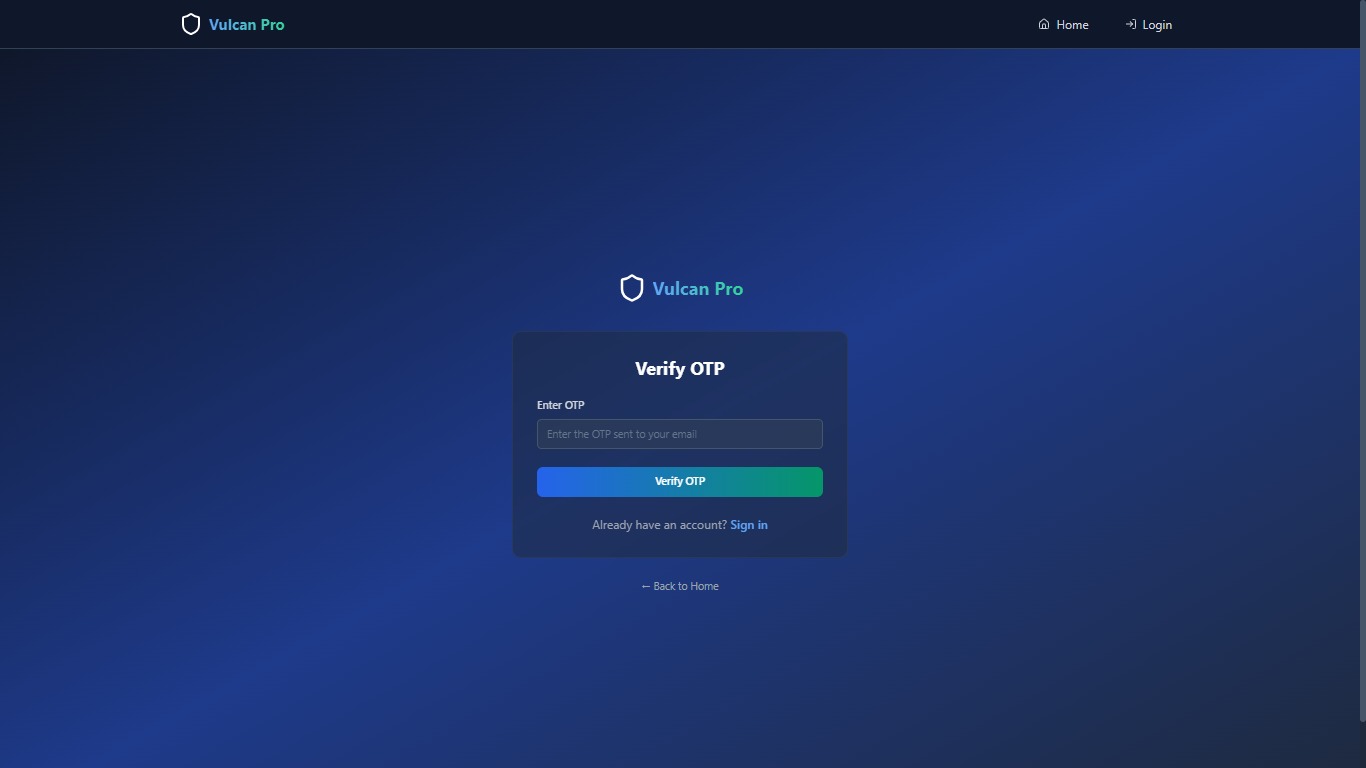 Vulcan Pro
Home
Login
Vulcan Pro
Verify OTP
Enter OTP
Enter the OTP sent to your email
Verify OTP
Already have an account? Sign in
← Back to Home